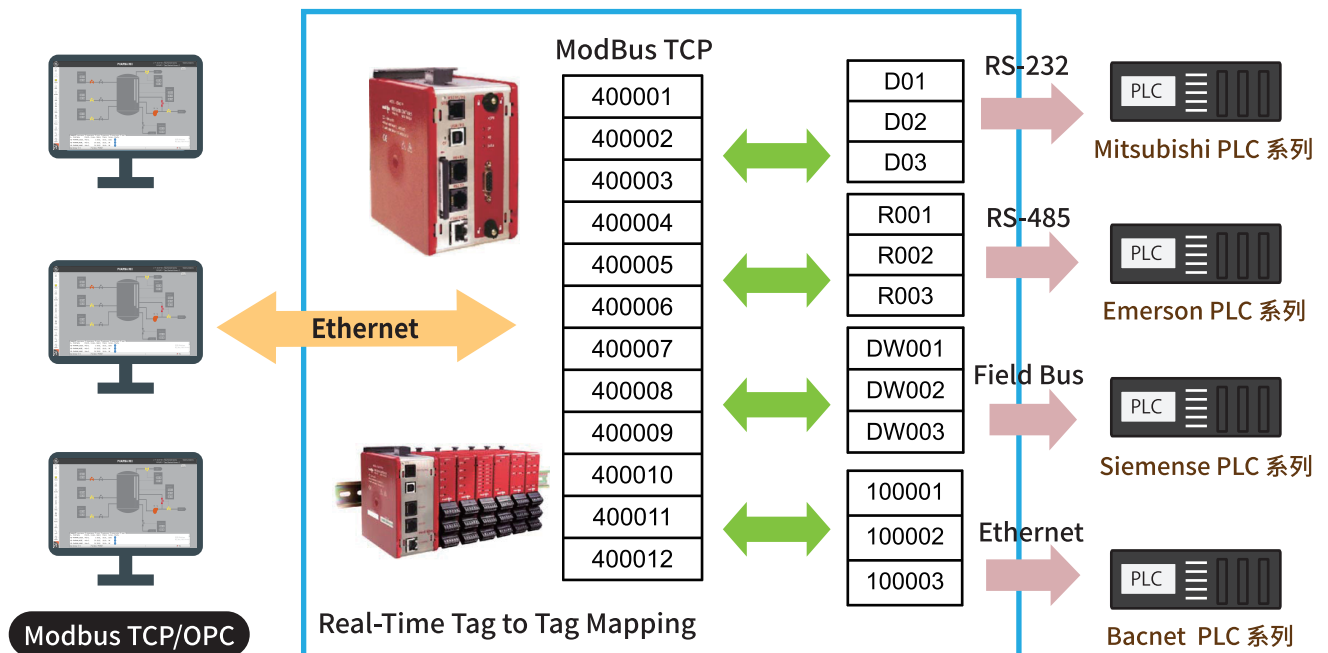 ModBus TCP
400001
400002
400003
400004
400005
400006
400007
400008
400009
400010
400011
400012
D01
D02
D03
R001
R002
R003
DW001
DW002
DW003
100001
100002
100003
RS-232
PLC
Mitsubishi PLC 系列
RS-485
PLC
Emerson PLC 系列
Field Bus
PLC
Siemense PLC 系列
Ethernet
PLC
Bacnet PLC 系列
Ethernet
Real-Time Tag to Tag Mapping
Modbus TCP/OPC